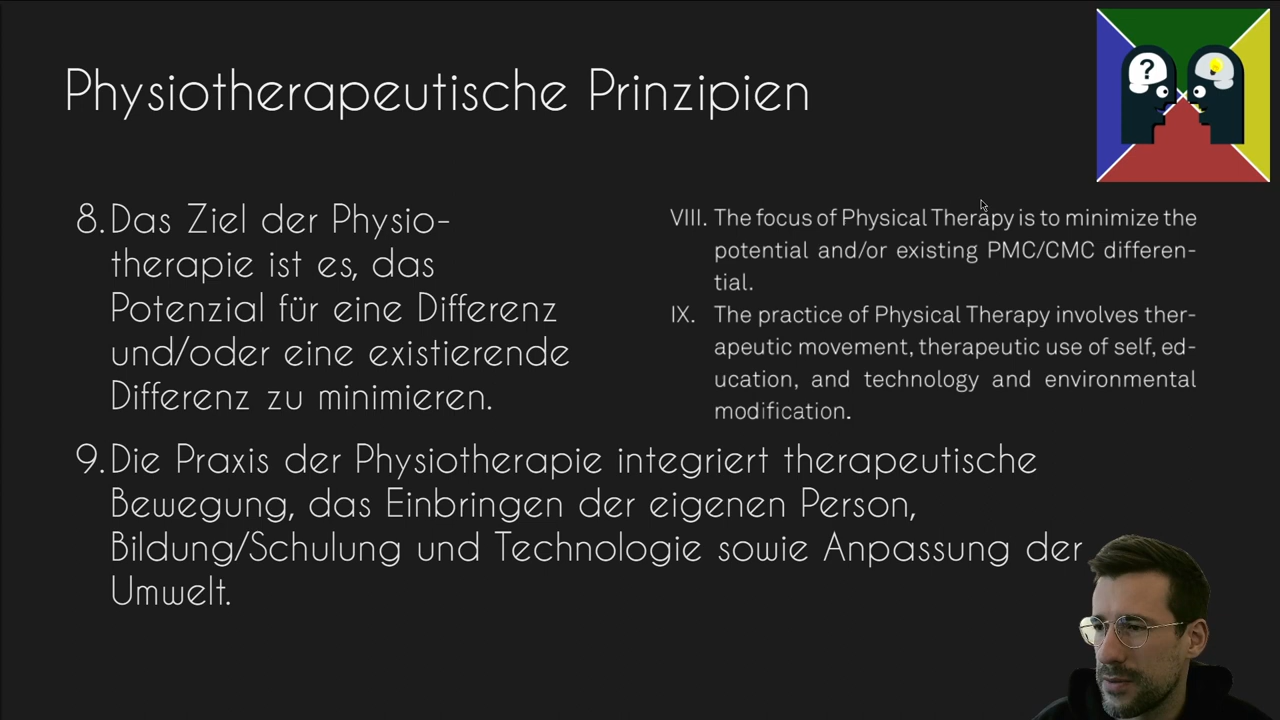 Physiotherapeutische Prinzipien
?
8. Das Ziel der Physio-
therapie ist es, das
Potenzial für eine Differenz
und/oder eine existierende
Differenz zu minimieren.
9. Die Praxis der Physiotherapie integriert therapeutische
Bewegung, das Einbringen der eigenen Person,
Bildung/Schulung und Technologie sowie Anpassung der
Umwelt.
VIII. The focus of Physical Therapy is to minimize the
potential and/or existing PMC/CMC differen-
tial.
IX. The practice of Physical Therapy involves ther-
apeutic movement, therapeutic use of self, ed-
ucation, and technology and environmental
modification.